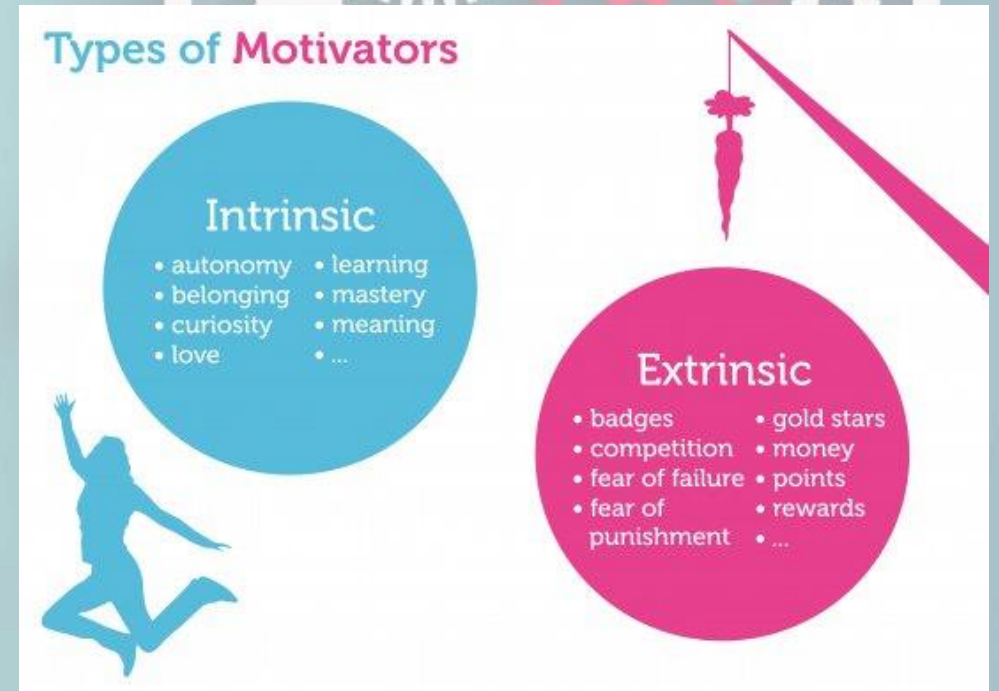 Types of Motivators
Intrinsic
• autonomy
• belonging
• curiosity
• love
• learning
• mastery
• meaning
• ...
Extrinsic
• badges
• competition
• fear of failure
• fear of
punishment
• gold stars
• money
• points
• rewards
• ...